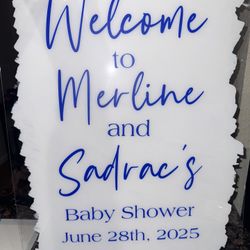 Welcome
to
Merline
and
Sadrac's
Baby Shower
June 28th, 2025